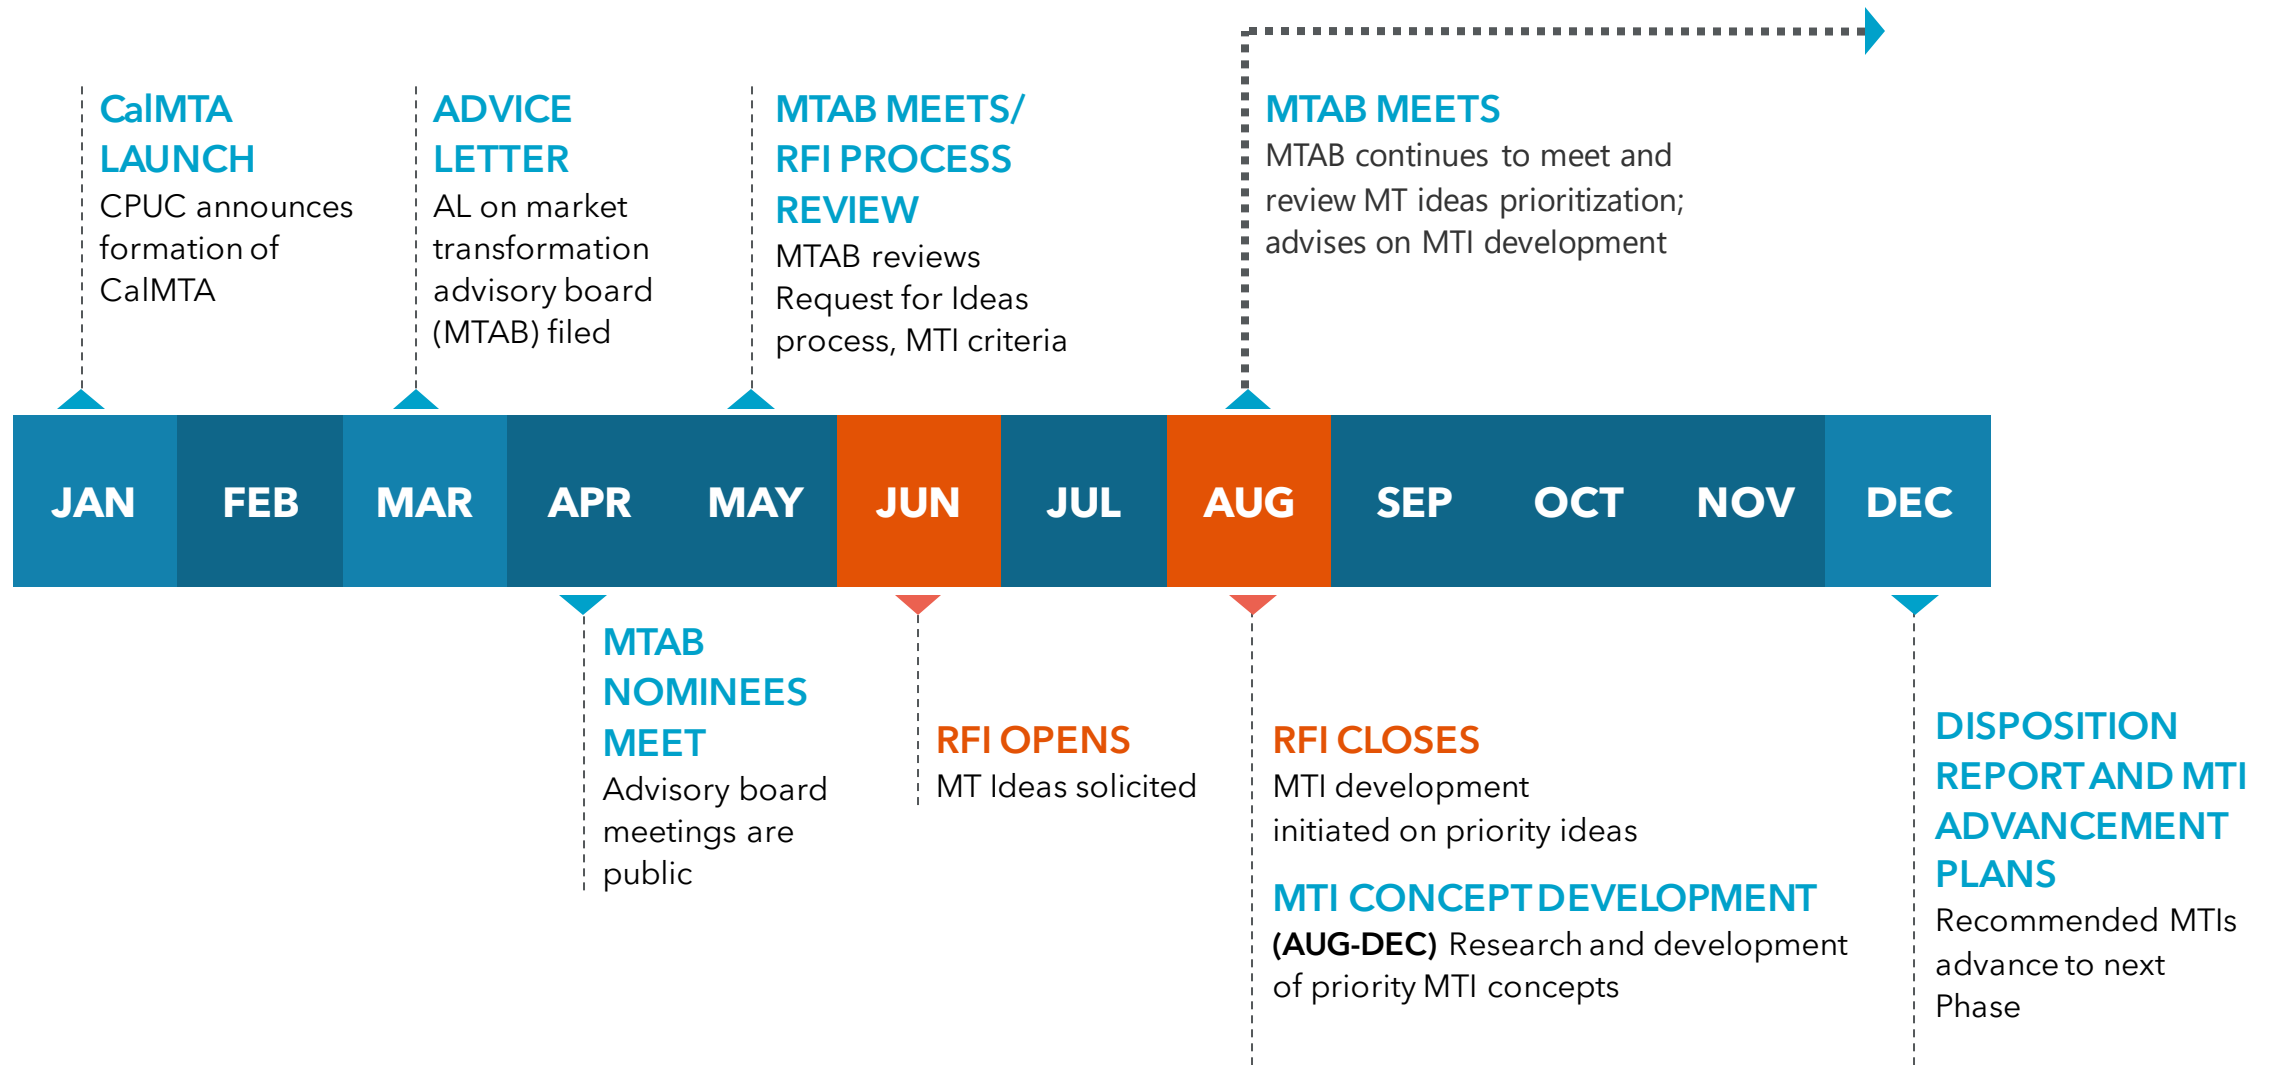 CalMTA
LAUNCH
CPUC announces
formation of
CalMTA
ADVICE
LETTER
AL on market
transformation
advisory board
(MTAB) filed
MTAB MEETS/
RFI PROCESS
REVIEW
MTAB reviews
Request for Ideas
process, MTI criteria
MTAB MEETS
MTAB continues to meet and
review MT ideas prioritization;
advises on MTI development
JAN FEB MAR APR MAY JUN JUL AUG SEP OCT NOV DEC
MTAB
NOMINEES
MEET
Advisory board
meetings are
public
RFI OPENS
MT Ideas solicited
RFI CLOSES
MTI development
initiated on priority ideas
MTI CONCEPT DEVELOPMENT
(AUG-DEC) Research and development
of priority MTI concepts
DISPOSITION
REPORT AND MTI
ADVANCEMENT
PLANS
Recommended MTIs
advance to next
Phase